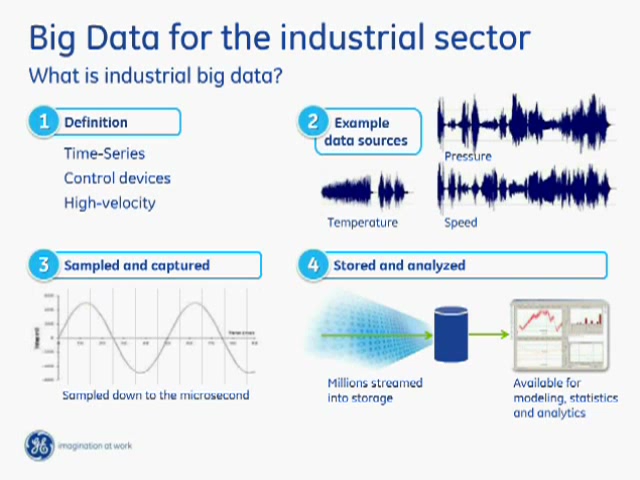 Big Data for the industrial sector
What is industrial big data?
1 Definition
Time-Series
Control devices
High-velocity
2 Example
data sources
Pressure
Temperature
Speed
3 Sampled and captured
Sampled down to the microsecond
4 Stored and analyzed
Millions streamed
into storage
Available for
modeling, statistics
and analytics
GE
imagination at work